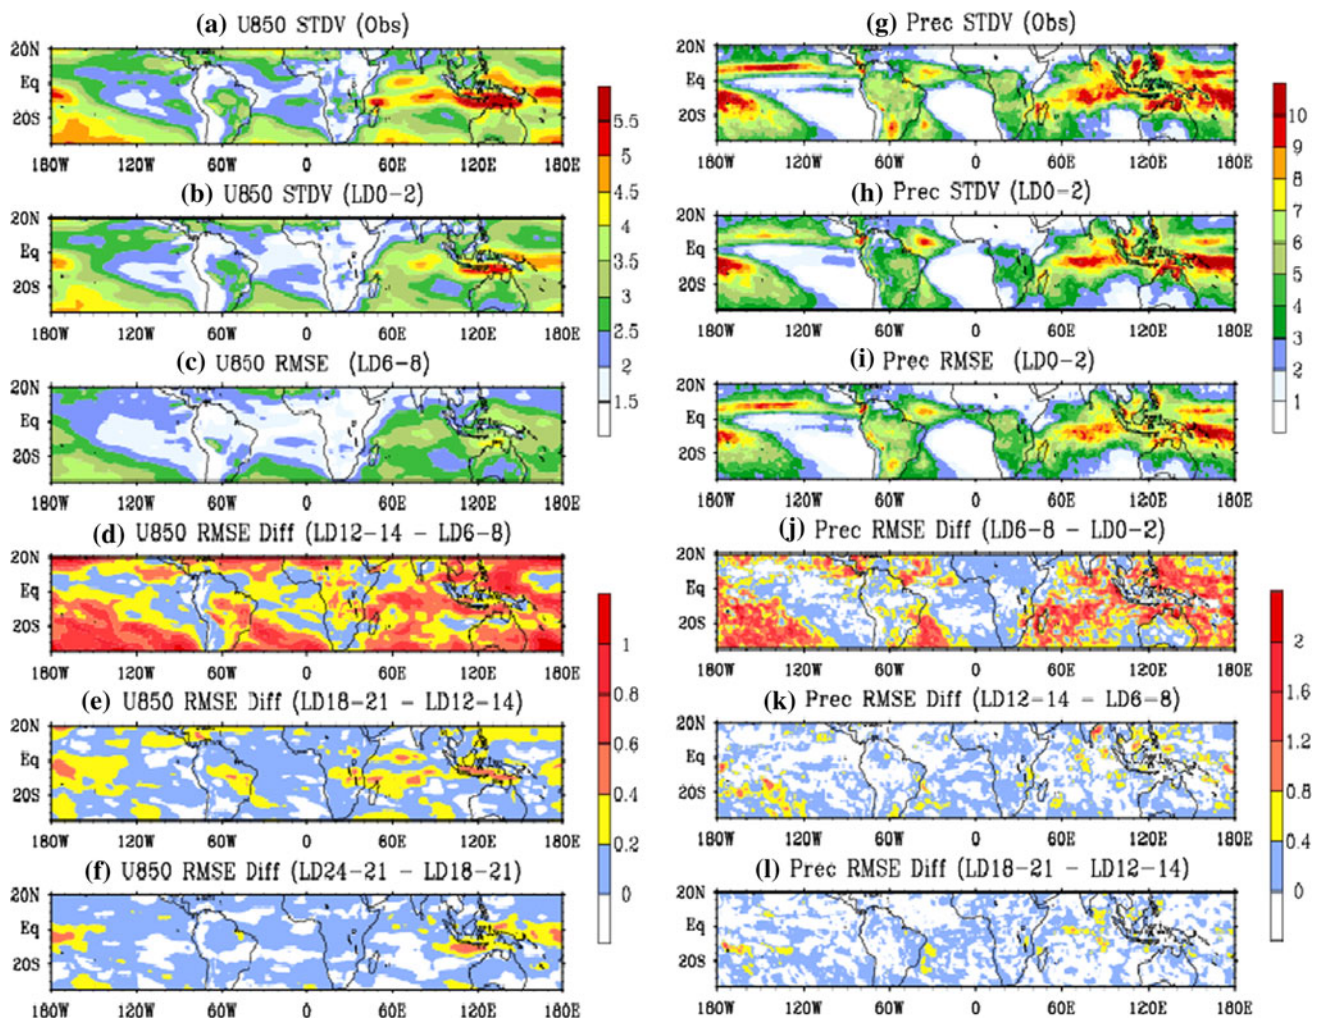 (a) U850 STDV (Obs)
20N
Eq
20S
180W 120W 60W 0 60E 120E 180E
(b) U850 STDV (LD0-2)
20N
Eq
20S
180W 120W 60W 0 60E 120E 180E
(c) U850 RMSE (LD6-8)
20N
Eq
20S
180W 120W 60W 0 60E 120E 180E
5.5
5
4.5
4
3.5
3
2.5
2
1.5
(d) U850 RMSE Diff (LD12-14 - LD6-8)
20N
Eq
20S
180W 120W 60W 0 60E 120E 180E
(e) U850 RMSE Diff (LD18-21 - LD12-14)
20N
Eq
20S
180W 120W 60W 0 60E 120E 180E
(f) U850 RMSE Diff (LD24-21 - LD18-21)
20N
Eq
20S
180W 120W 60W 0 60E 120E 180E
1
0.8
0.6
0.4
0.2
0
(g) Prec STDV (Obs)
20N
Eq
20S
180W 120W 60W 0 60E 120E 180E
(h) Prec STDV (LD0-2)
20N
Eq
20S
180W 120W 60W 0 60E 120E 180E
(i) Prec RMSE (LD0-2)
20N
Eq
20S
180W 120W 60W 0 60E 120E 180E
10
9
8
7
6
5
4
3
2
1
(j) Prec RMSE Diff (LD6-8 - LD0-2)
20N
Eq
20S
180W 120W 60W 0 60E 120E 180E
(k) Prec RMSE Diff (LD12-14 - LD6-8)
20N
Eq
20S
180W 120W 60W 0 60E 120E 180E
(l) Prec RMSE Diff (LD18-21 - LD12-14)
20N
Eq
20S
180W 120W 60W 0 60E 120E 180E
2
1.6
1.2
0.8
0.4
0